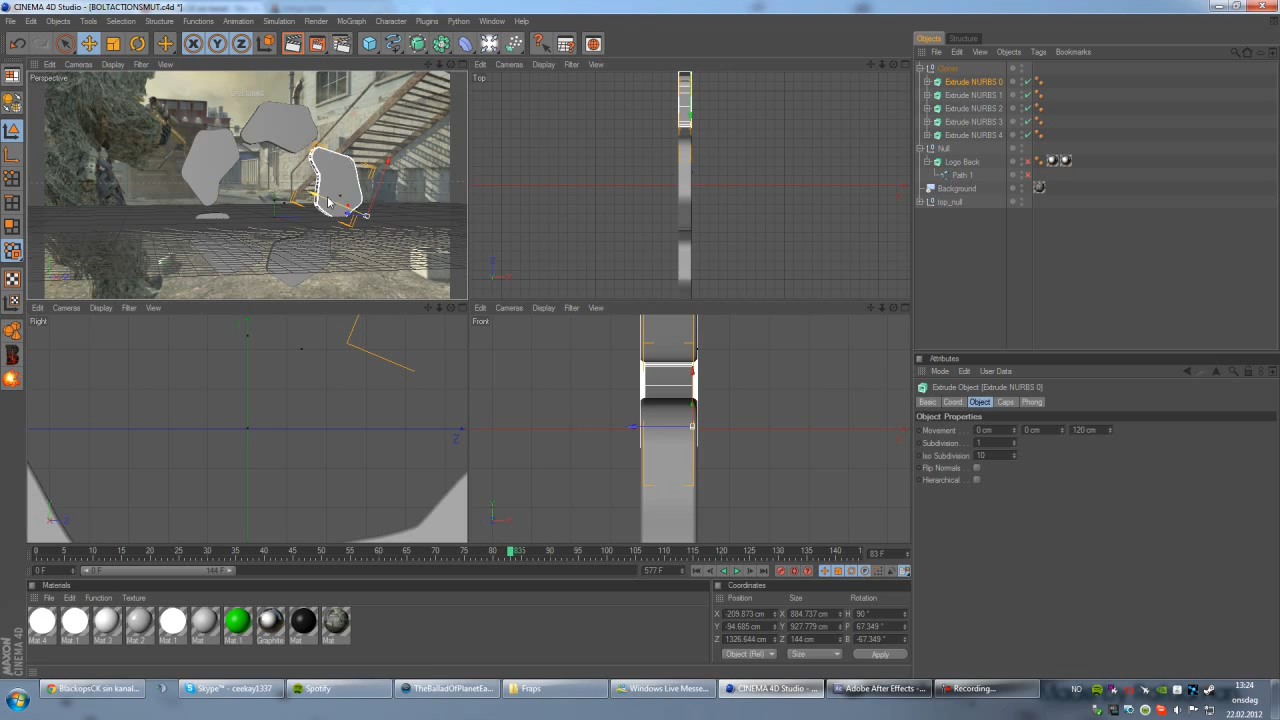 CINEMA 4D Studio - [BOLTACTIONSMUT.c4d *]
File Edit Objects Tools Selection Structure Functions Animation Simulation Render MoGraph Character Plugins Python Window Help
Edit Cameras Display Filter View
Perspective
Edit Cameras Display Filter View
Top
Edit Cameras Display Filter View
Right
Z
Edit Cameras Display Filter View
Front
Objects Structure
File Edit View Objects Tags Bookmarks
Cloner
Extrude NURBS 0
Extrude NURBS 1
Extrude NURBS 2
Extrude NURBS 3
Extrude NURBS 4
Null
Logo Back
Path 1
Background
top_null
Attributes
Mode Edit User Data
Extrude Object [Extrude NURBS 0]
Basic Coord. Object Caps Phong
Object Properties
Movement . . . 0 cm 0 cm 120 cm
Subdivision . . 1
Iso Subdivision 10
Flip Normals . .
Hierarchical . .
0 5 10 15 20 25 30 35 40 45 50 55 60 65 70 75 80 835 90 95 100 105 110 115 120 125 130 135 140 1 83 F
0 F 0 F 144 F 577 F
Materials
File Edit Function Texture
Mat.4 Mat.1 Mat.3 Mat.2 Mat.1 Mat Mat.1 Graphite Mat Mat
Coordinates
Position Size Rotation
X -209.873 cm X 884.737 cm H 90 °
Y -94.685 cm Y 927.779 cm P 67.349 °
Z 1326.644 cm Z 144 cm B -67.349 °
Object (Rel) Size Apply
MAXON CINEMA 4D
BlackopsCK sin kanal... Skype™ - ceekay1337 Spotify TheBalladOfPlanetEa... Fraps Windows Live Messe... CINEMA 4D Studio - ... Adobe After Effects -... Recording... NO
13:24
onsdag
22.02.2012